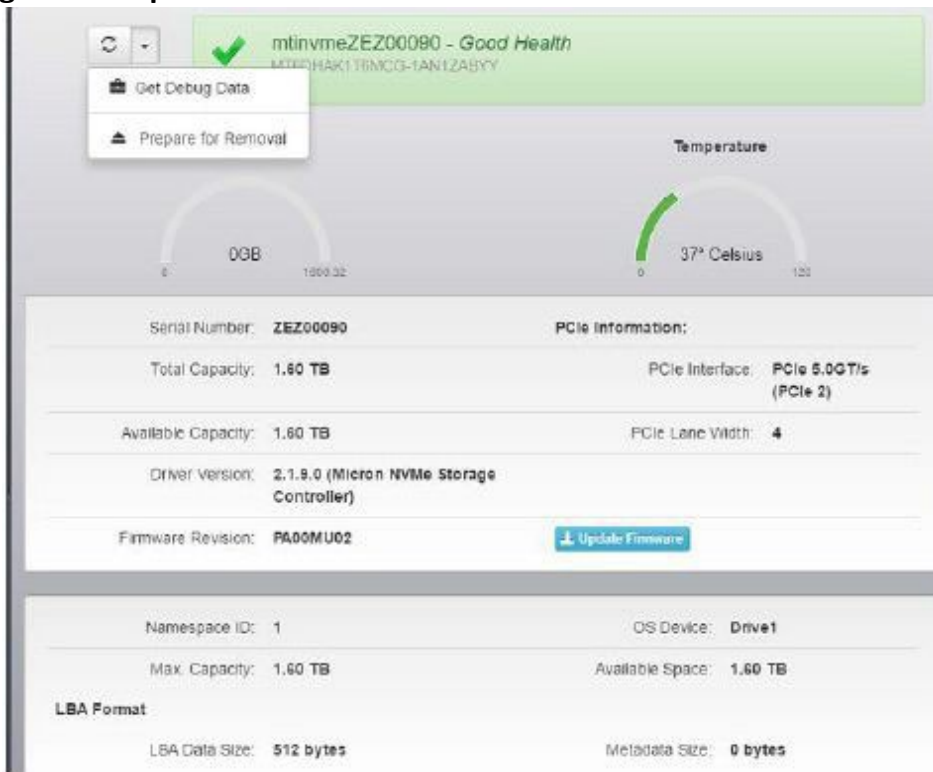 mtinvmeZEZ00090 - Good Health
Get Debug Data
Prepare for Removal
Temperature
0GB
0
1600.32
37° Celsius
0
120
Serial Number: ZEZ00090
PCIe Information:
Total Capacity: 1.60 TB
PCIe Interface: PCIe 5.0GT/s
(PCIe 2)
Available Capacity: 1.60 TB
PCIe Lane Width: 4
Driver Version: 2.1.9.0 (Micron NVMe Storage
Controller)
Firmware Revision: PA00MU02
Update Firmware
Namespace ID: 1
OS Device: Drive1
Max. Capacity: 1.60 TB
Available Space: 1.60 TB
LBA Format
LBA Data Size: 512 bytes
Metadata Size: 0 bytes